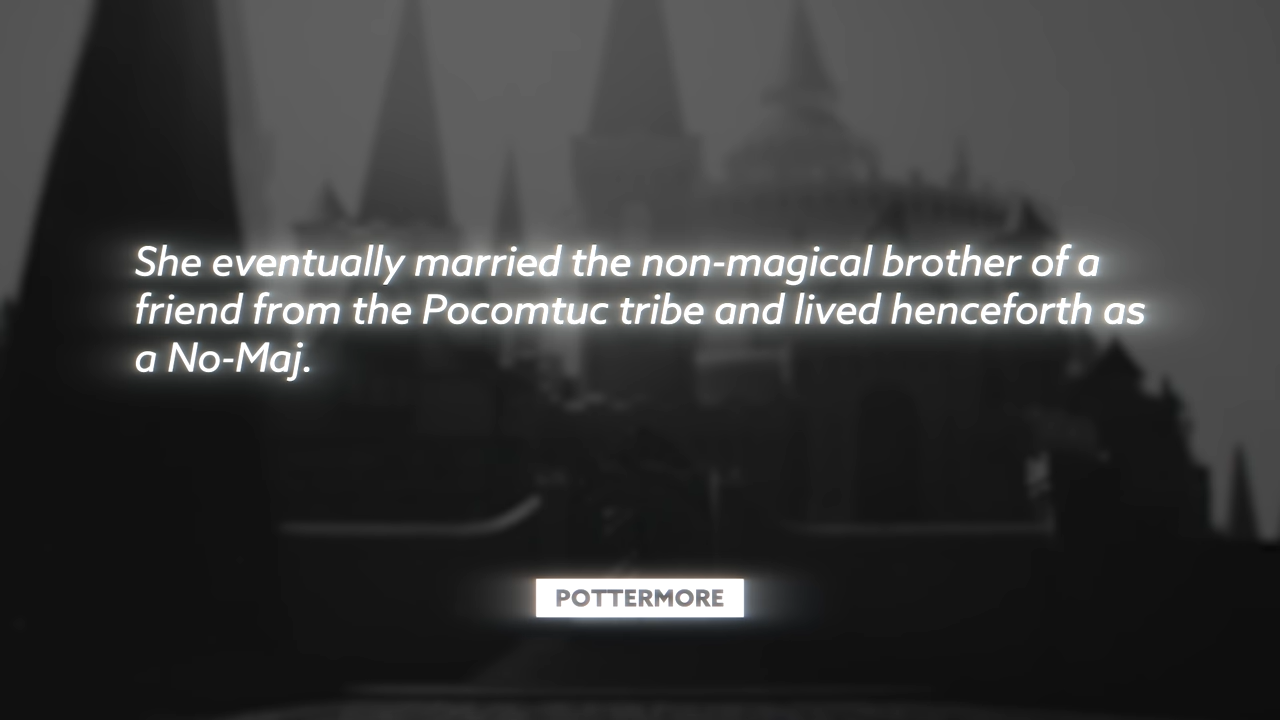 She eventually married the non-magical brother of a
friend from the Pocomtuc tribe and lived henceforth as
a No-Maj.
POTTERMORE